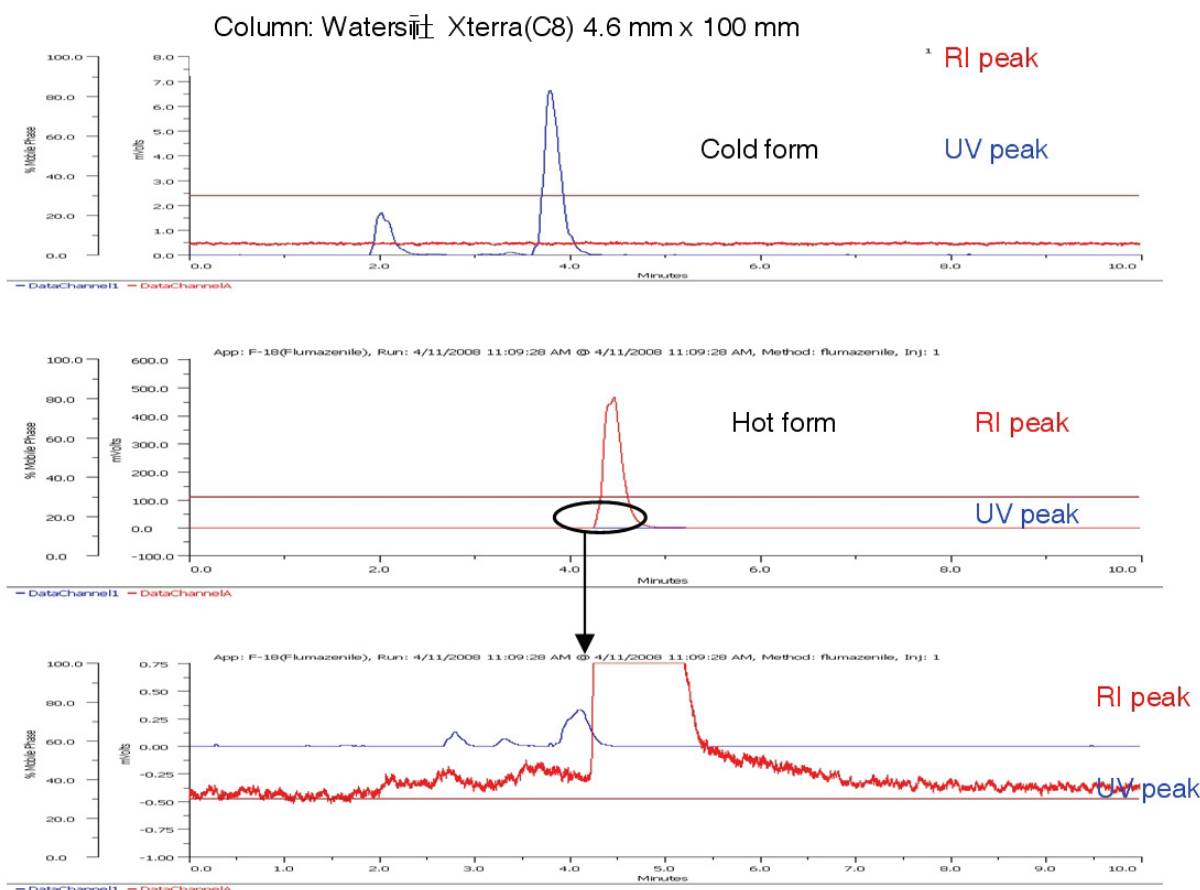 Column: Waters社 Xterra(C8) 4.6 mm x 100 mm
1 RI peak
100.0 8.0
7.0
80.0 6.0
60.0 5.0
4.0
40.0 3.0
20.0 2.0
1.0
0.0 0.0
% Mobile Phase
mVolts
Cold form
UV peak
0.0 2.0 4.0 6.0 8.0 10.0
Minutes
DataChannel1 DataChannelA
App: F-18(Flumazenile), Run: 4/11/2008 11:09:28 AM @ 4/11/2008 11:09:28 AM, Method: flumazenile, Inj: 1
100.0 600.0
500.0
80.0 400.0
60.0 300.0
40.0 200.0
100.0
20.0 0.0
0.0 -100.0
% Mobile Phase
mVolts
Hot form
RI peak
UV peak
0.0 2.0 4.0 6.0 8.0 10.0
Minutes
DataChannel1 DataChannelA
App: F-18(Flumazenile), Run: 4/11/2008 11:09:28 AM @ 4/11/2008 11:09:28 AM, Method: flumazenile, Inj: 1
100.0 0.75
80.0 0.50
0.25
60.0 0.00
40.0 -0.25
-0.50
20.0 -0.75
0.0 -1.00
% Mobile Phase
mVolts
RI peak
UV peak
0.0 1.0 2.0 3.0 4.0 5.0 6.0 7.0 8.0 9.0 10.0
Minutes
DataChannel1 DataChannelA